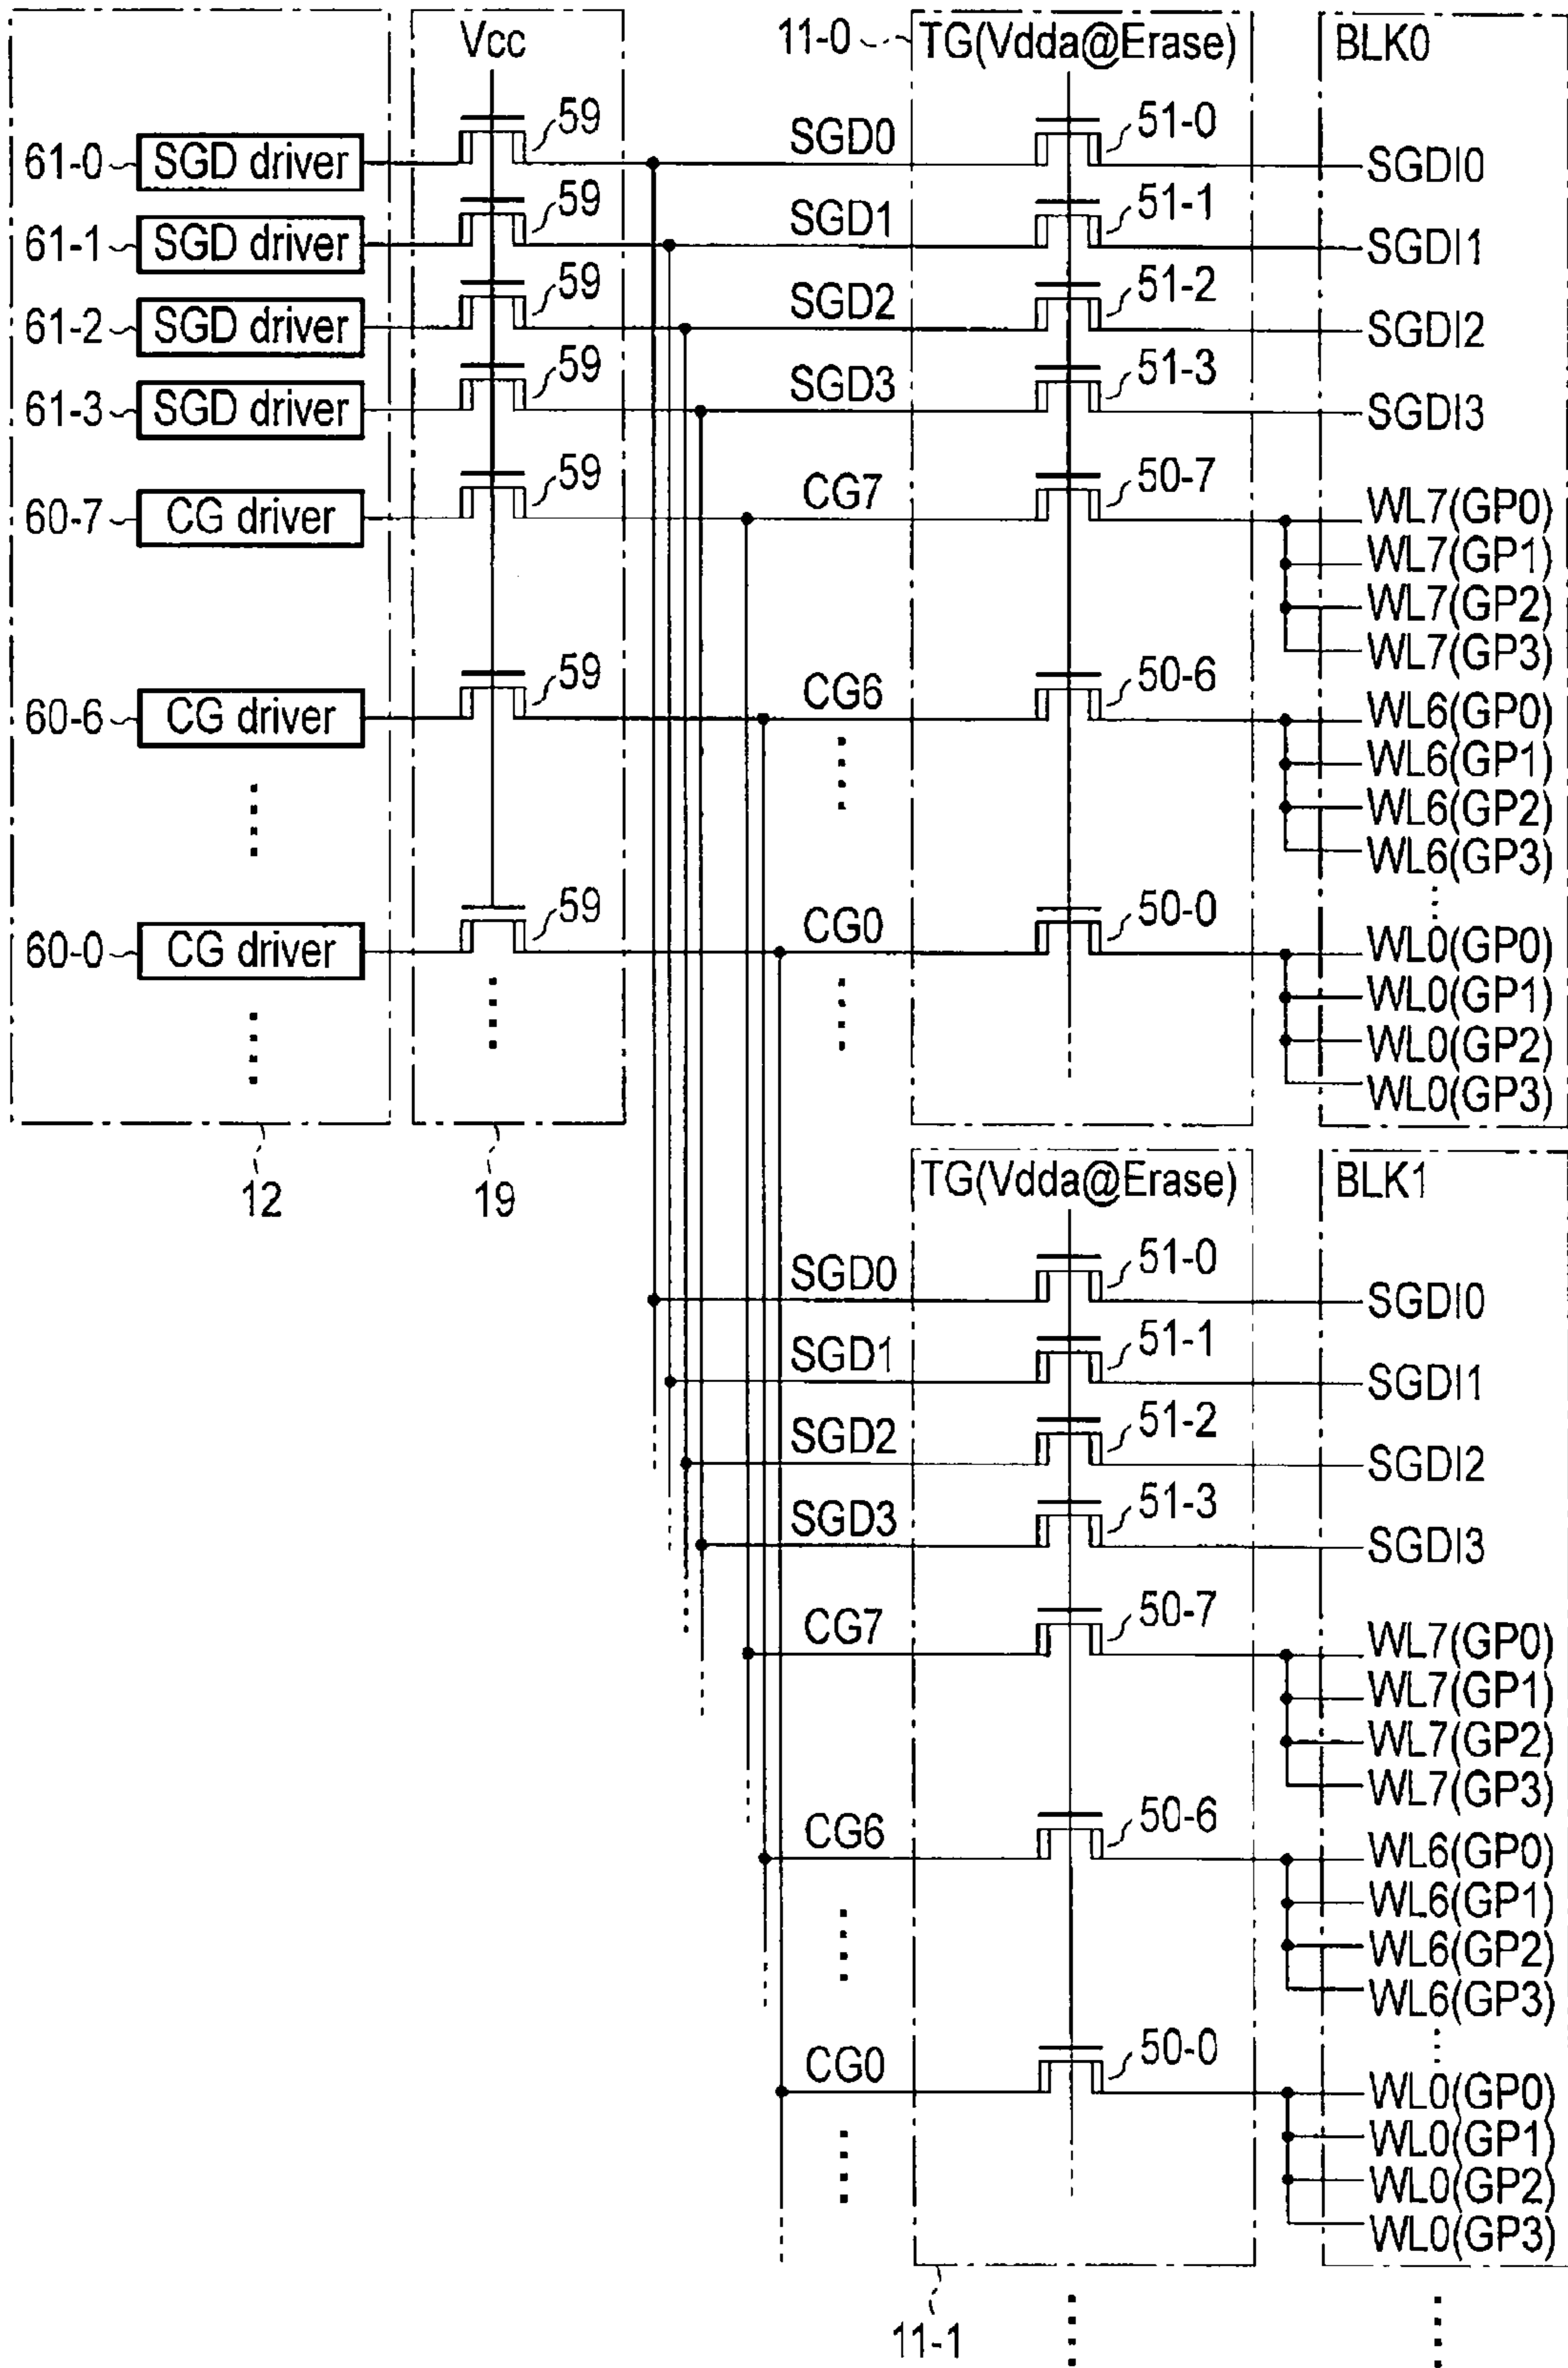 Vcc
11-0
TG(Vdda@Erase)
BLK0
61-0 SGD driver 59 SGD0 51-0 SGDI0
61-1 SGD driver 59 SGD1 51-1 SGDI1
61-2 SGD driver 59 SGD2 51-2 SGDI2
61-3 SGD driver 59 SGD3 51-3 SGDI3
60-7 CG driver 59 CG7 50-7 WL7(GP0)
WL7(GP1)
WL7(GP2)
WL7(GP3)
60-6 CG driver 59 CG6 50-6 WL6(GP0)
WL6(GP1)
WL6(GP2)
WL6(GP3)
60-0 CG driver 59 CG0 50-0 WL0(GP0)
WL0(GP1)
WL0(GP2)
WL0(GP3)
12
19
TG(Vdda@Erase)
BLK1
SGD0 51-0 SGDI0
SGD1 51-1 SGDI1
SGD2 51-2 SGDI2
SGD3 51-3 SGDI3
CG7 50-7 WL7(GP0)
WL7(GP1)
WL7(GP2)
WL7(GP3)
CG6 50-6 WL6(GP0)
WL6(GP1)
WL6(GP2)
WL6(GP3)
CG0 50-0 WL0(GP0)
WL0(GP1)
WL0(GP2)
WL0(GP3)
11-1